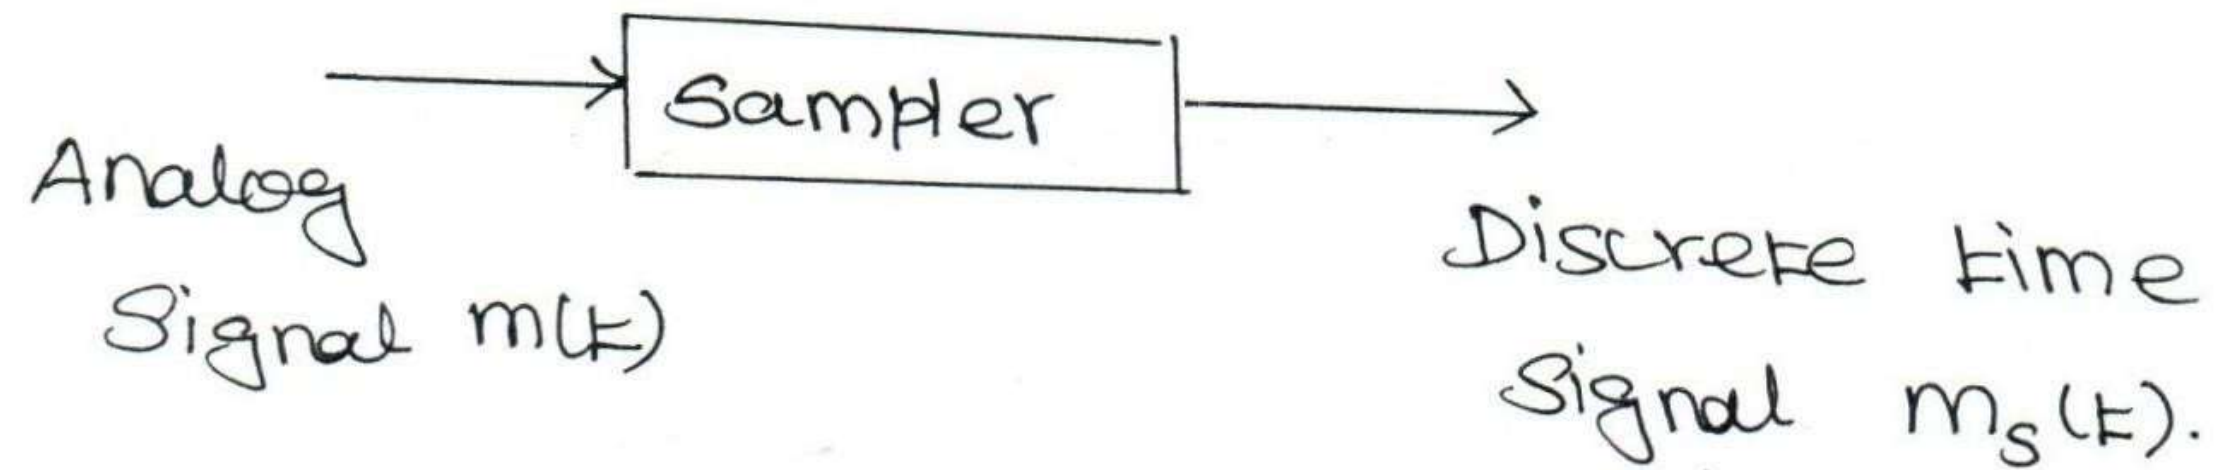 Sampler
Analog
Signal m(t)
Discrete time
Signal mₛ(t).